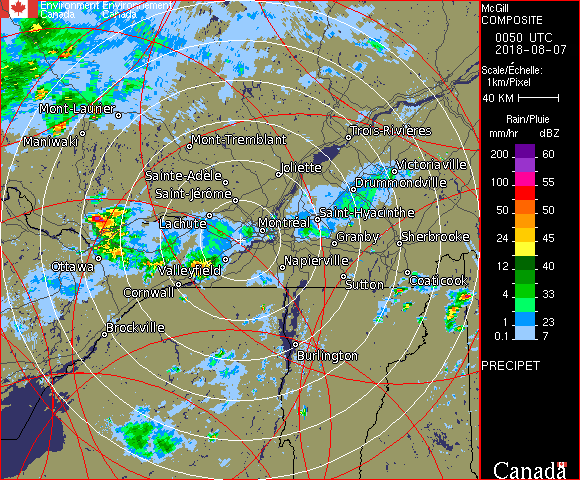 Environment Environnement
Canada Canada
Mont-Laurier
Maniwaki
Mont-Tremblant
Trois-Rivières
Sainte-Adèle
Joliette
Victoriaville
Saint-Jérôme
Drummondville
Lachute
Montréal
Saint-Hyacinthe
Granby
Sherbrooke
Ottawa
Valleyfield
Napierville
Cornwall
Sutton
Coaticook
Brockville
Burlington
McGill
COMPOSITE
0050 UTC
2018-08-07
Scale/Échelle:
1km/Pixel
40 KM
Rain/Pluie
mm/hr dBZ
200 60
100 55
50 50
24 45
12 40
4 33
1 23
0.1 7
PRECIPET
Canada